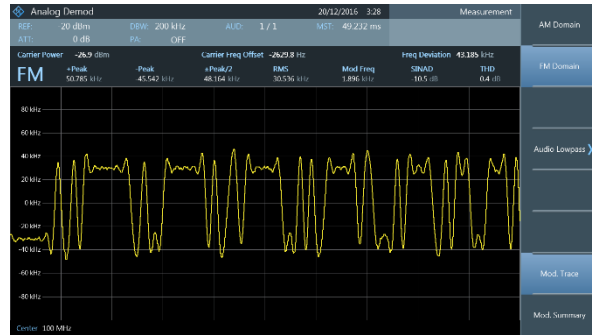 Analog Demod 20/12/2016 3:28 Measurement
REF: -20 dBm DBW: 200 kHz AUD: 1 / 1 MST: 49.232 ms
ATT: 0 dB PA: OFF
Carrier Power -26.9 dBm Carrier Freq Offset -2629.8 Hz Freq Deviation 43.185 kHz
FM +Peak -Peak ±Peak/2 RMS Mod Freq SINAD THD
50.785 kHz -45.542 kHz 48.164 kHz 30.536 kHz 1.896 kHz -10.5 dB 0.4 dB
80 kHz
60 kHz
40 kHz
20 kHz
0 kHz
-20 kHz
-40 kHz
-60 kHz
-80 kHz
Center 100 MHz
AM Domain
FM Domain
Audio Lowpass
Mod. Trace
Mod. Summary